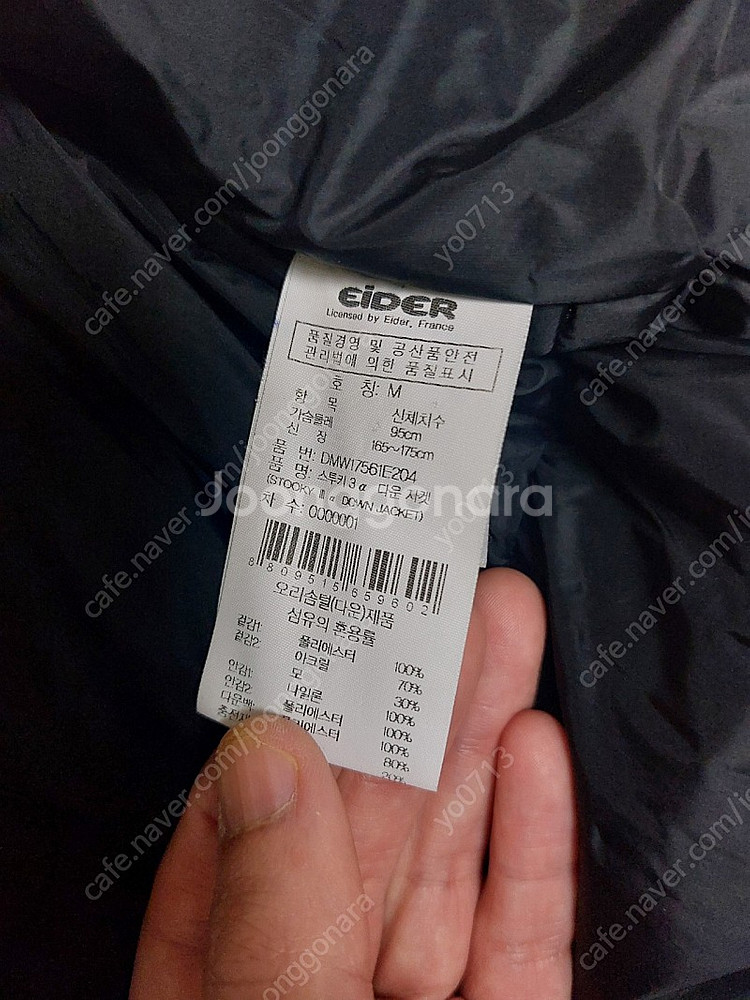 EiDER
Licensed by Eider, France
품질경영 및 공산품안전
관리법에 의한 품질표시
호 칭: M
항 목 신체치수
가슴둘레 95cm
신 장 165~175cm
품 번: DMW17561E204
품 명: 스투키3α 다운 자켓
(STOOKY III α DOWN JACKET)
차 수: 0000001
8809515659602
오리솜털(다운)제품
섬유의 혼용률
겉감1: 폴리에스터 100%
겉감2: 아크릴 70%
모 30%
안감1: 나일론 100%
안감2: 폴리에스터 100%
다운백 폴리에스터 100%
충전재 80%
20%
Joonggonara
cafe.naver.com/joonggonara
yo0713